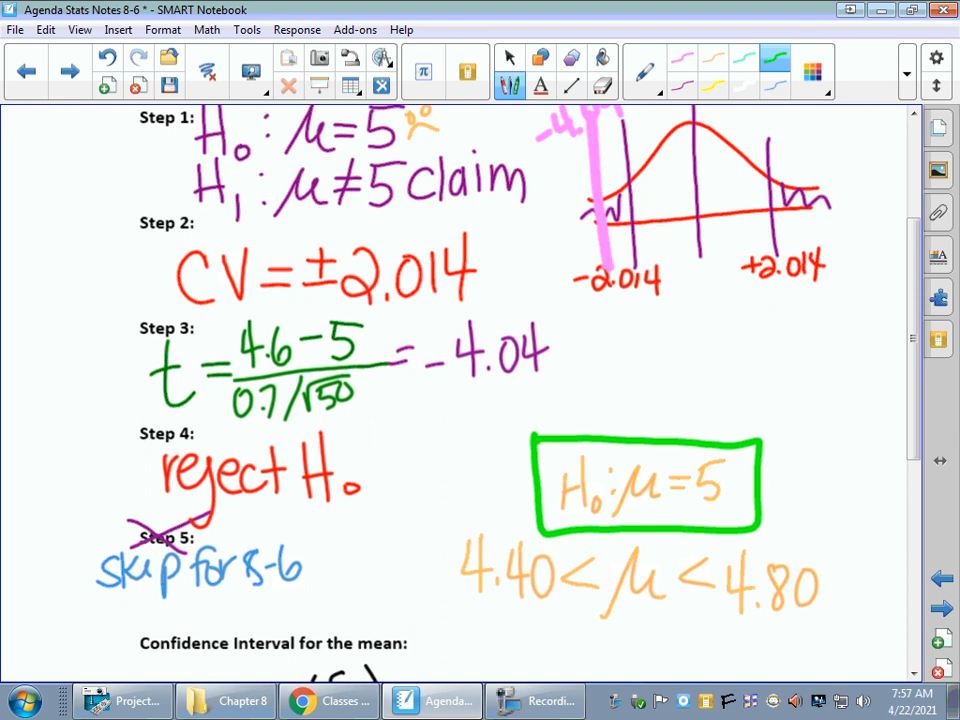 Agenda Stats Notes 8-6 * - SMART Notebook
File Edit View Insert Format Math Tools Response Add-ons Help
Step 1:
H₀ : μ = 5
H₁ : μ ≠ 5 Claim
Step 2:
CV = ±2.014
-2.014 +2.014
Step 3:
t = 4.6 - 5 / 0.7/√50 = -4.04
Step 4:
reject H₀
H₀ : μ = 5
Step 5:
skip for 8-6
4.40 < μ < 4.80
Confidence Interval for the mean:
Project... Chapter 8 Classes ... Agenda... Recordi...
7:57 AM
4/22/2021